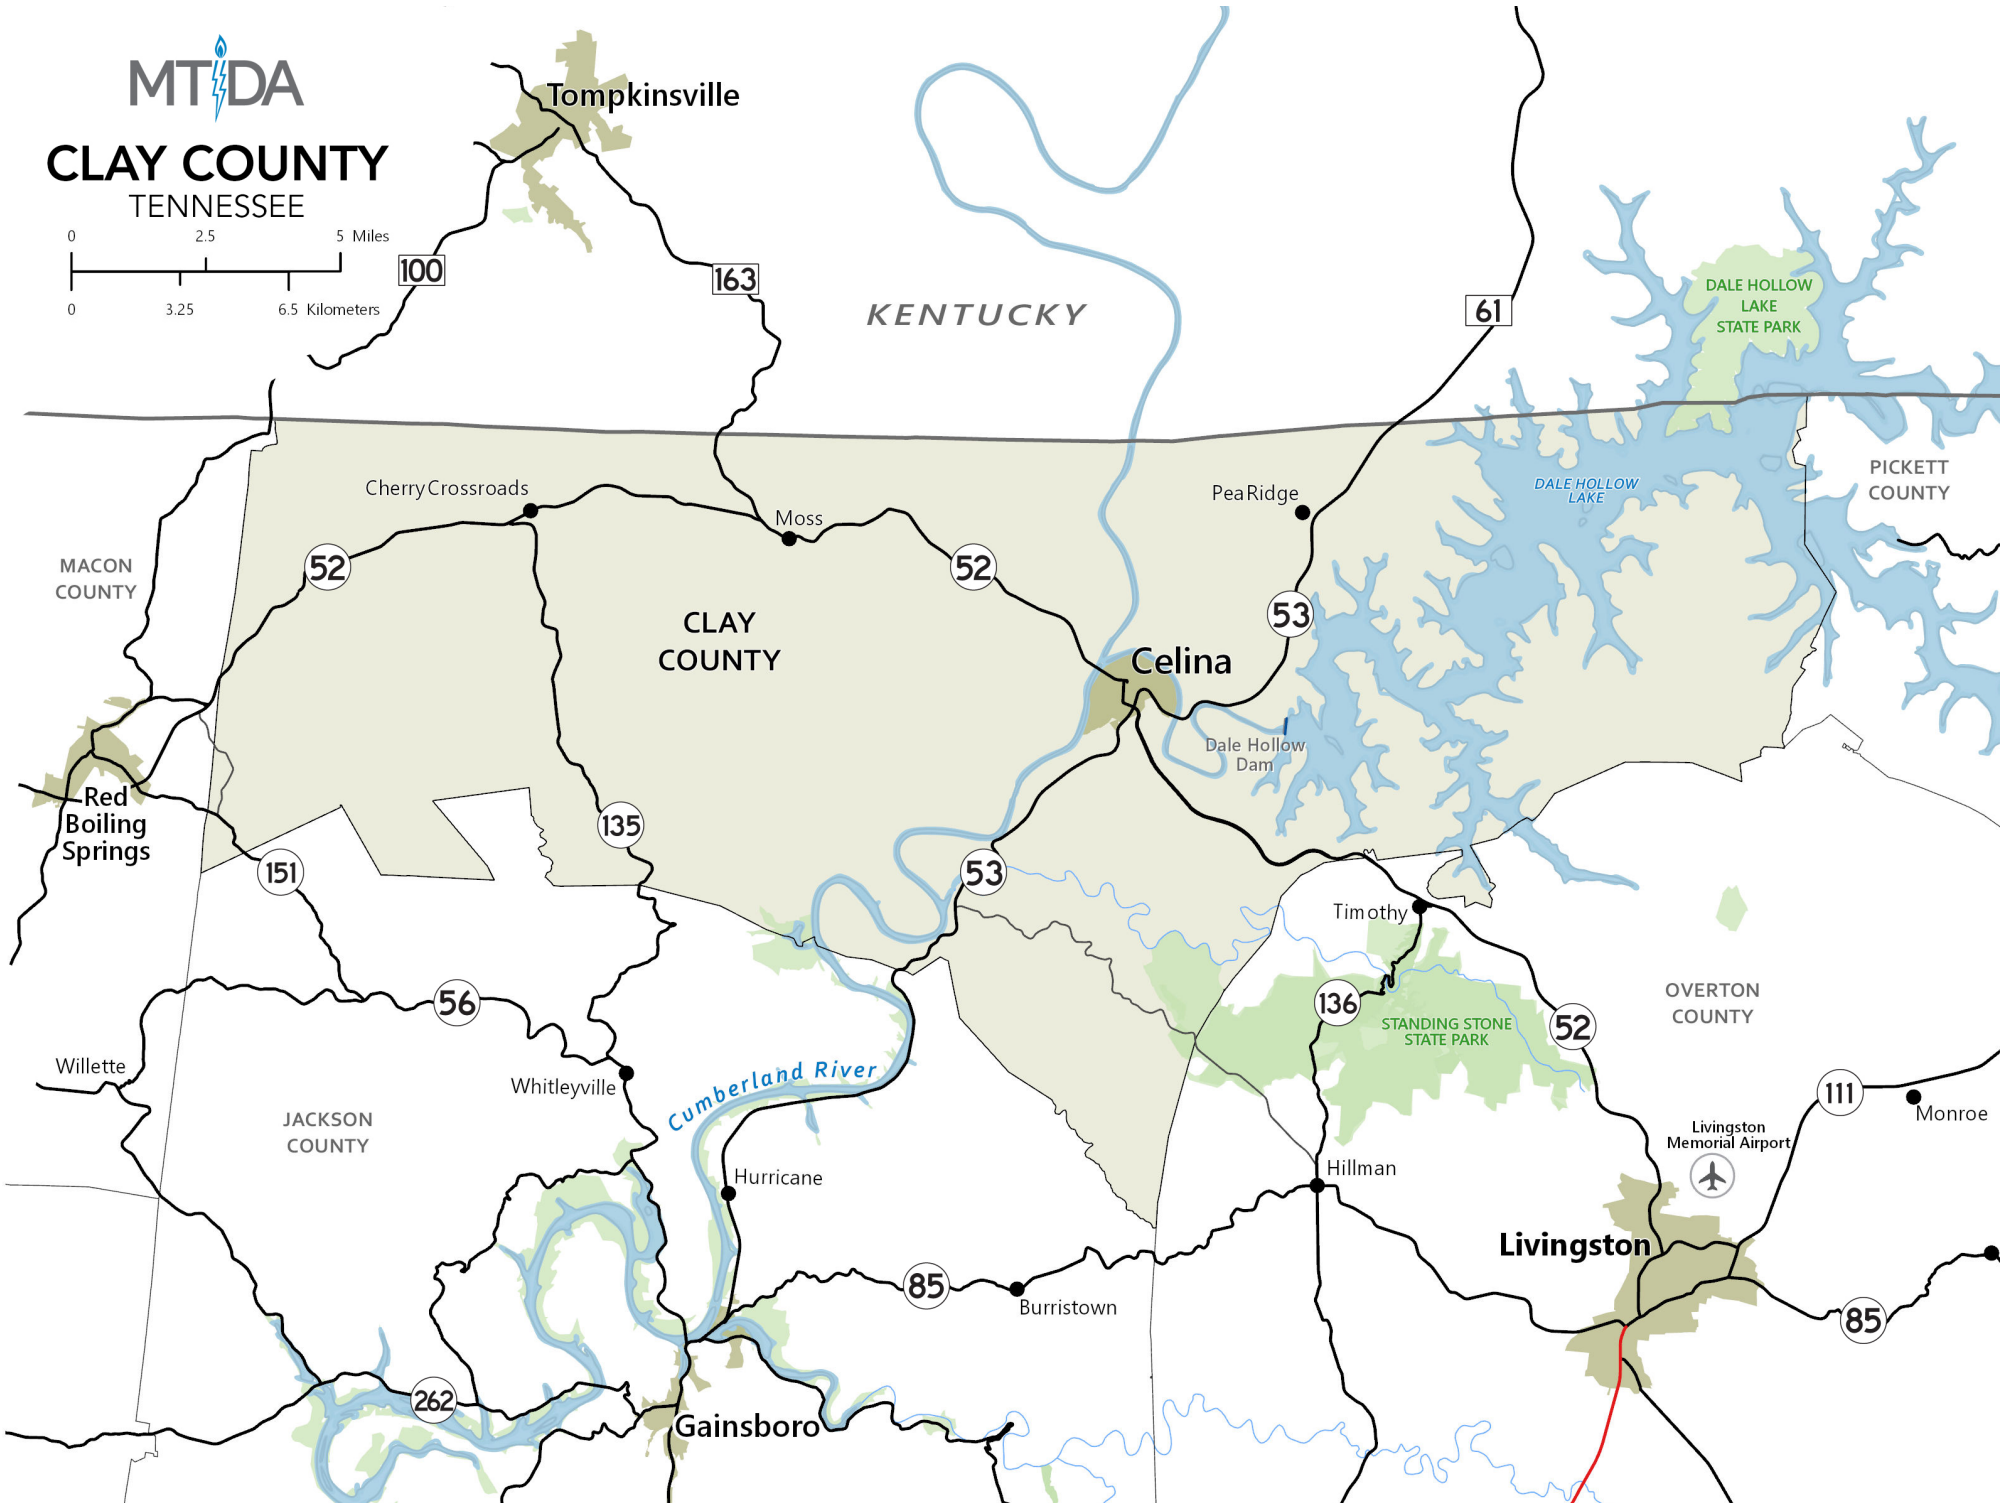 MTIDA
CLAY COUNTY
TENNESSEE
0 2.5 5 Miles
0 3.25 6.5 Kilometers
Tompkinsville
100
163
KENTUCKY
61
DALE HOLLOW
LAKE
STATE PARK
PICKETT
COUNTY
DALE HOLLOW
LAKE
Cherry Crossroads
Moss
Pea Ridge
MACON
COUNTY
52
52
53
CLAY
COUNTY
Celina
Dale Hollow
Dam
Red
Boiling
Springs
135
151
53
Timothy
56
136
STANDING STONE
STATE PARK
52
OVERTON
COUNTY
Willette
Whitleyville
Cumberland River
JACKSON
COUNTY
111
Monroe
Livingston
Memorial Airport
Hurricane
Hillman
Livingston
85
Burristown
85
262
Gainsboro